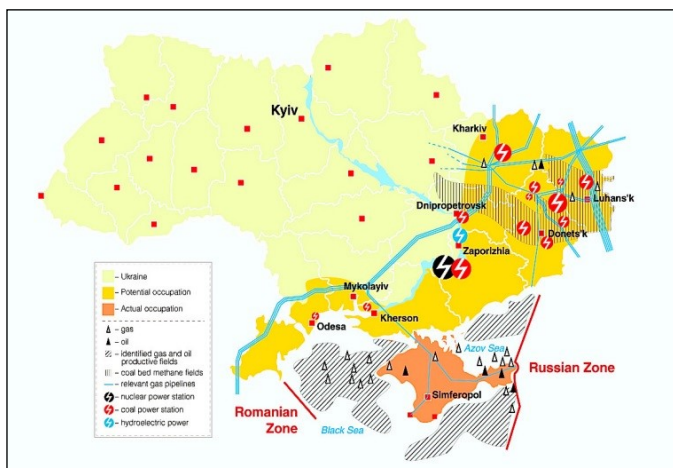 Kyiv
Kharkiv
Luhans'k
Dnipropetrovsk
Donets'k
Zaporizhia
Mykolayiv
Kherson
Odesa
Azov Sea
Russian Zone
Simferopol
Romanian
Zone
Black Sea
– Ukraine
– Potential occupation
– Actual occupation
– gas
– oil
– identified gas and oil
productive fields
– coal bed methane fields
– relevant gas pipelines
– nuclear power station
– coal power station
– hydroelectric power